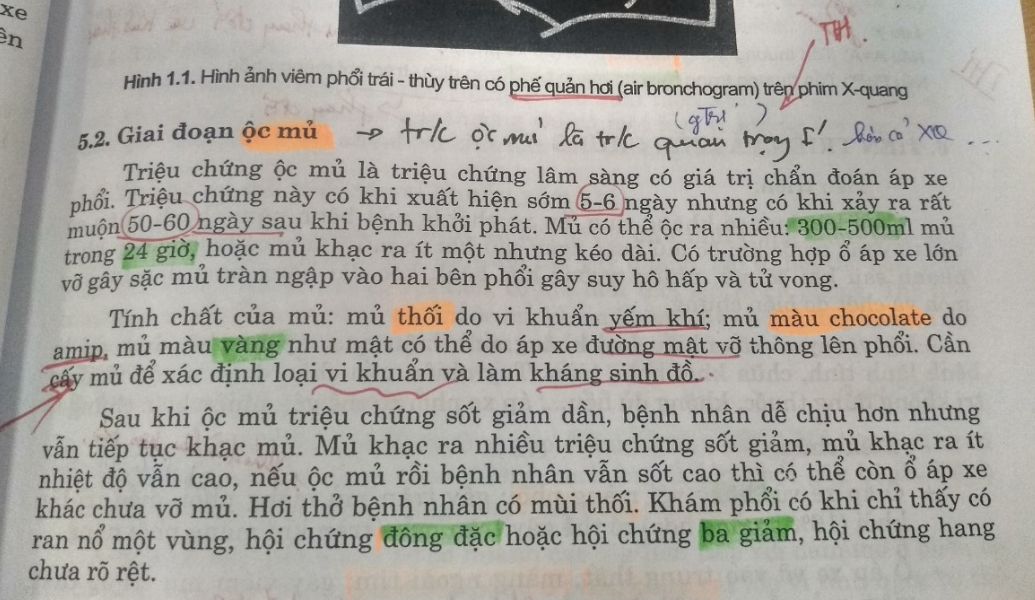 xe
ên
TH.
Hình 1.1. Hình ảnh viêm phổi trái - thùy trên có phế quản hơi (air bronchogram) trên phim X-quang
(gtrị)
5.2. Giai đoạn ộc mủ → tr/c ộc mủ là tr/c quan trọng I'. hơn cả XQ ...
Triệu chứng ộc mủ là triệu chứng lâm sàng có giá trị chẩn đoán áp xe
phổi. Triệu chứng này có khi xuất hiện sớm 5-6 ngày nhưng có khi xảy ra rất
muộn 50-60 ngày sau khi bệnh khởi phát. Mủ có thể ộc ra nhiều: 300-500ml mủ
trong 24 giờ, hoặc mủ khạc ra ít một nhưng kéo dài. Có trường hợp ổ áp xe lớn
vỡ gây sặc mủ tràn ngập vào hai bên phổi gây suy hô hấp và tử vong.
Tính chất của mủ: mủ thối do vi khuẩn yếm khí; mủ màu chocolate do
amip, mủ màu vàng như mật có thể do áp xe đường mật vỡ thông lên phổi. Cần
cấy mủ để xác định loại vi khuẩn và làm kháng sinh đồ.
Sau khi ộc mủ triệu chứng sốt giảm dần, bệnh nhân dễ chịu hơn nhưng
vẫn tiếp tục khạc mủ. Mủ khạc ra nhiều triệu chứng sốt giảm, mủ khạc ra ít
nhiệt độ vẫn cao, nếu ộc mủ rồi bệnh nhân vẫn sốt cao thì có thể còn ổ áp xe
khác chưa vỡ mủ. Hơi thở bệnh nhân có mùi thối. Khám phổi có khi chỉ thấy có
ran nổ một vùng, hội chứng đông đặc hoặc hội chứng ba giảm, hội chứng hang
chưa rõ rệt.